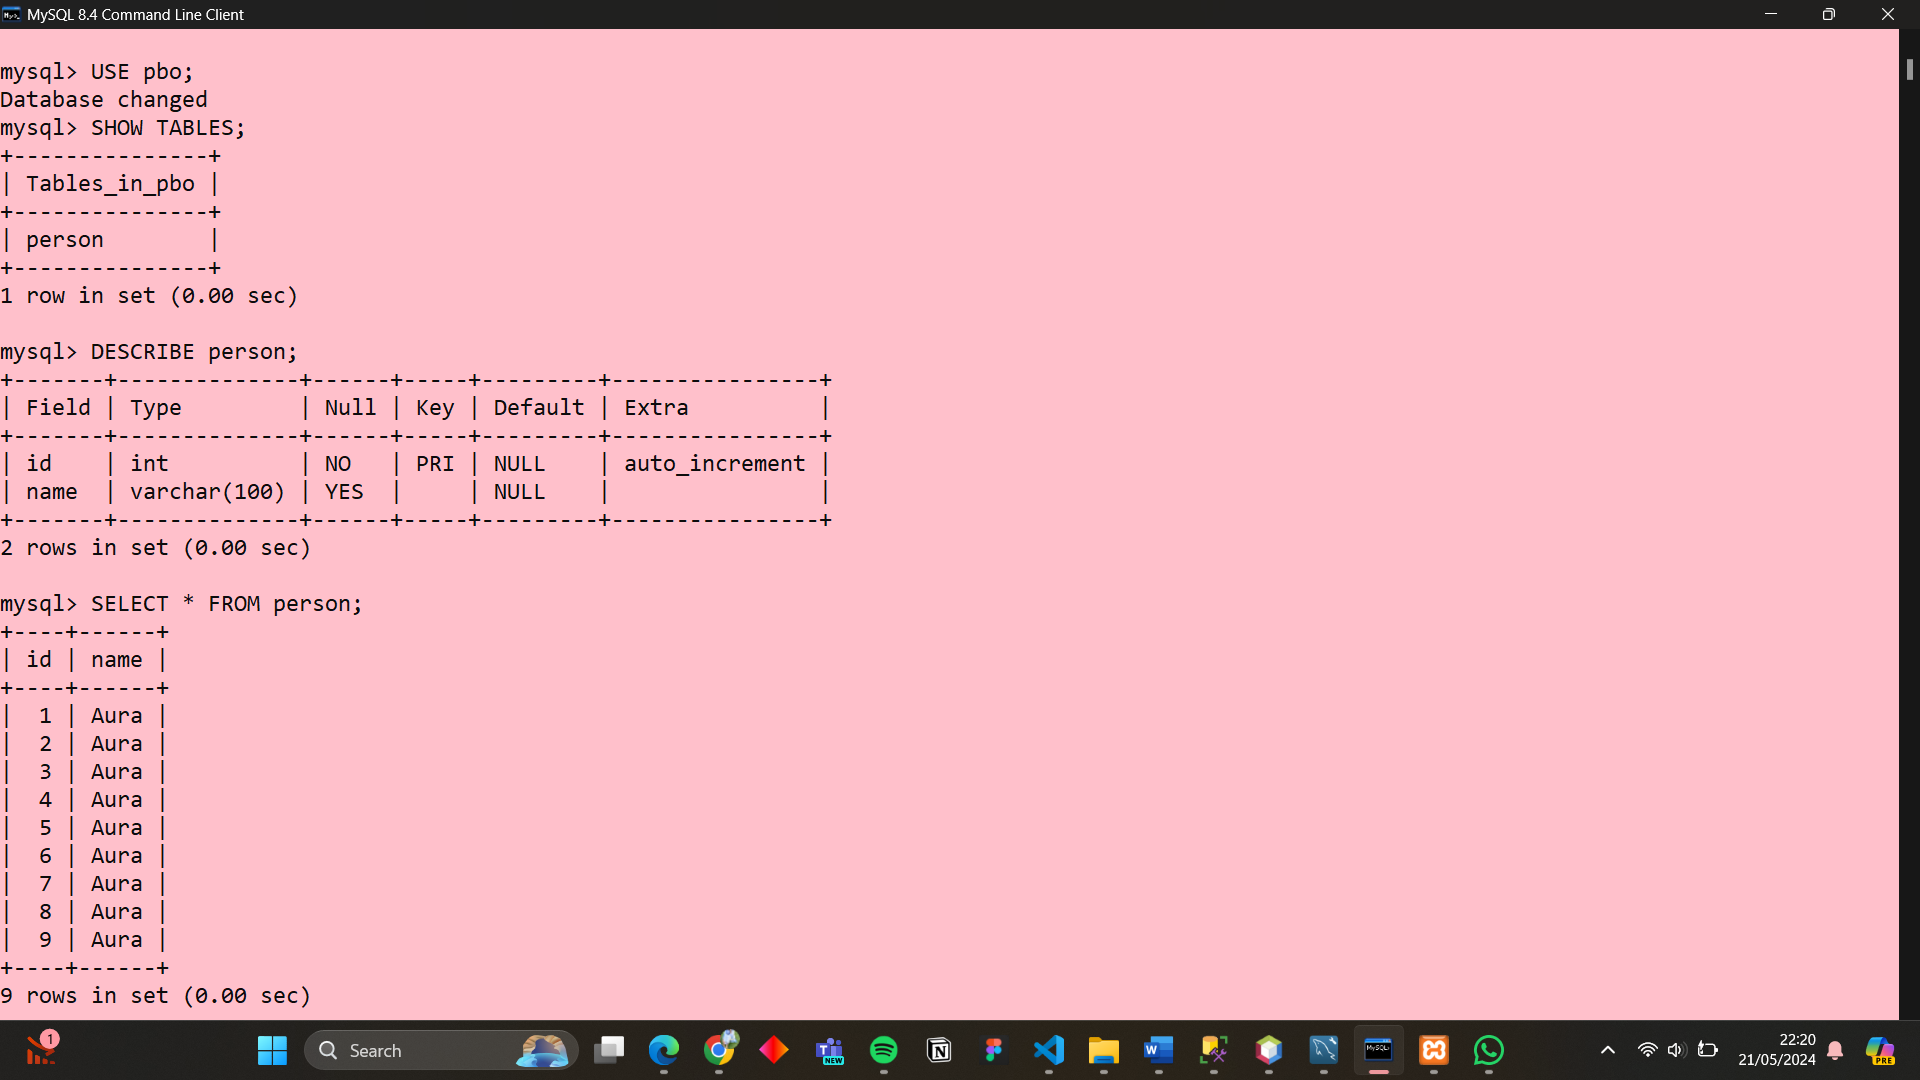 MySQL 8.4 Command Line Client
mysql> USE pbo;
Database changed
mysql> SHOW TABLES;
+---------------+
| Tables_in_pbo |
+---------------+
| person        |
+---------------+
1 row in set (0.00 sec)
mysql> DESCRIBE person;
+-------+--------------+------+-----+---------+----------------+
| Field | Type         | Null | Key | Default | Extra          |
+-------+--------------+------+-----+---------+----------------+
| id    | int          | NO   | PRI | NULL    | auto_increment |
| name  | varchar(100) | YES  |     | NULL    |                |
+-------+--------------+------+-----+---------+----------------+
2 rows in set (0.00 sec)
mysql> SELECT * FROM person;
+----+------+
| id | name |
+----+------+
|  1 | Aura |
|  2 | Aura |
|  3 | Aura |
|  4 | Aura |
|  5 | Aura |
|  6 | Aura |
|  7 | Aura |
|  8 | Aura |
|  9 | Aura |
+----+------+
9 rows in set (0.00 sec)
1
Search
NEW
MySQL
22:20
21/05/2024
PRE